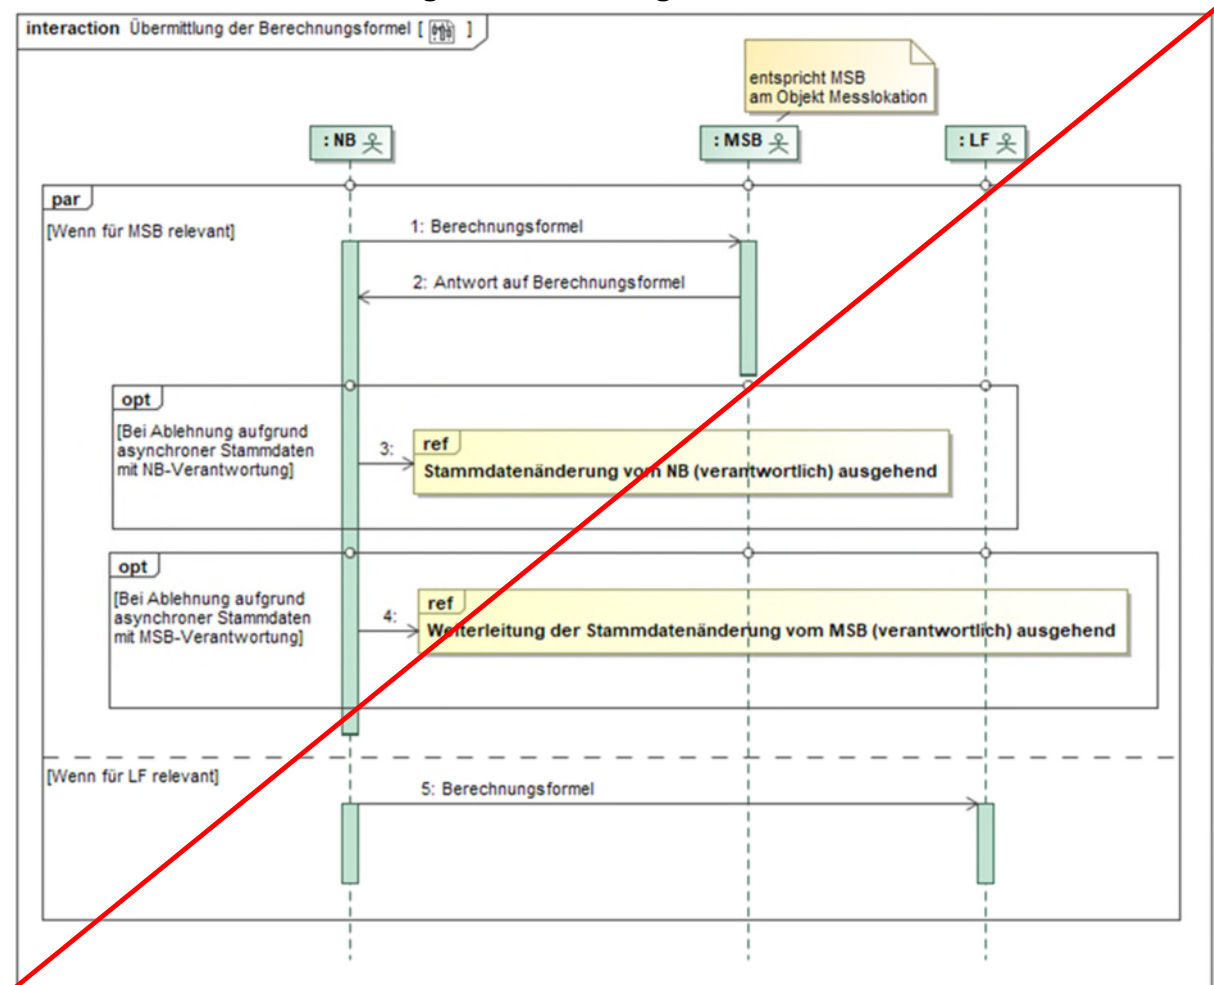 interaction Übermittlung der Berechnungsformel [ ]
entspricht MSB
am Objekt Messlokation
: NB
: MSB
: LF
par
[Wenn für MSB relevant]
1: Berechnungsformel
2: Antwort auf Berechnungsformel
opt
[Bei Ablehnung aufgrund
asynchroner Stammdaten
mit NB-Verantwortung]
3:
ref
Stammdatenänderung vom NB (verantwortlich) ausgehend
opt
[Bei Ablehnung aufgrund
asynchroner Stammdaten
mit MSB-Verantwortung]
4:
ref
Weiterleitung der Stammdatenänderung vom MSB (verantwortlich) ausgehend
[Wenn für LF relevant]
5: Berechnungsformel